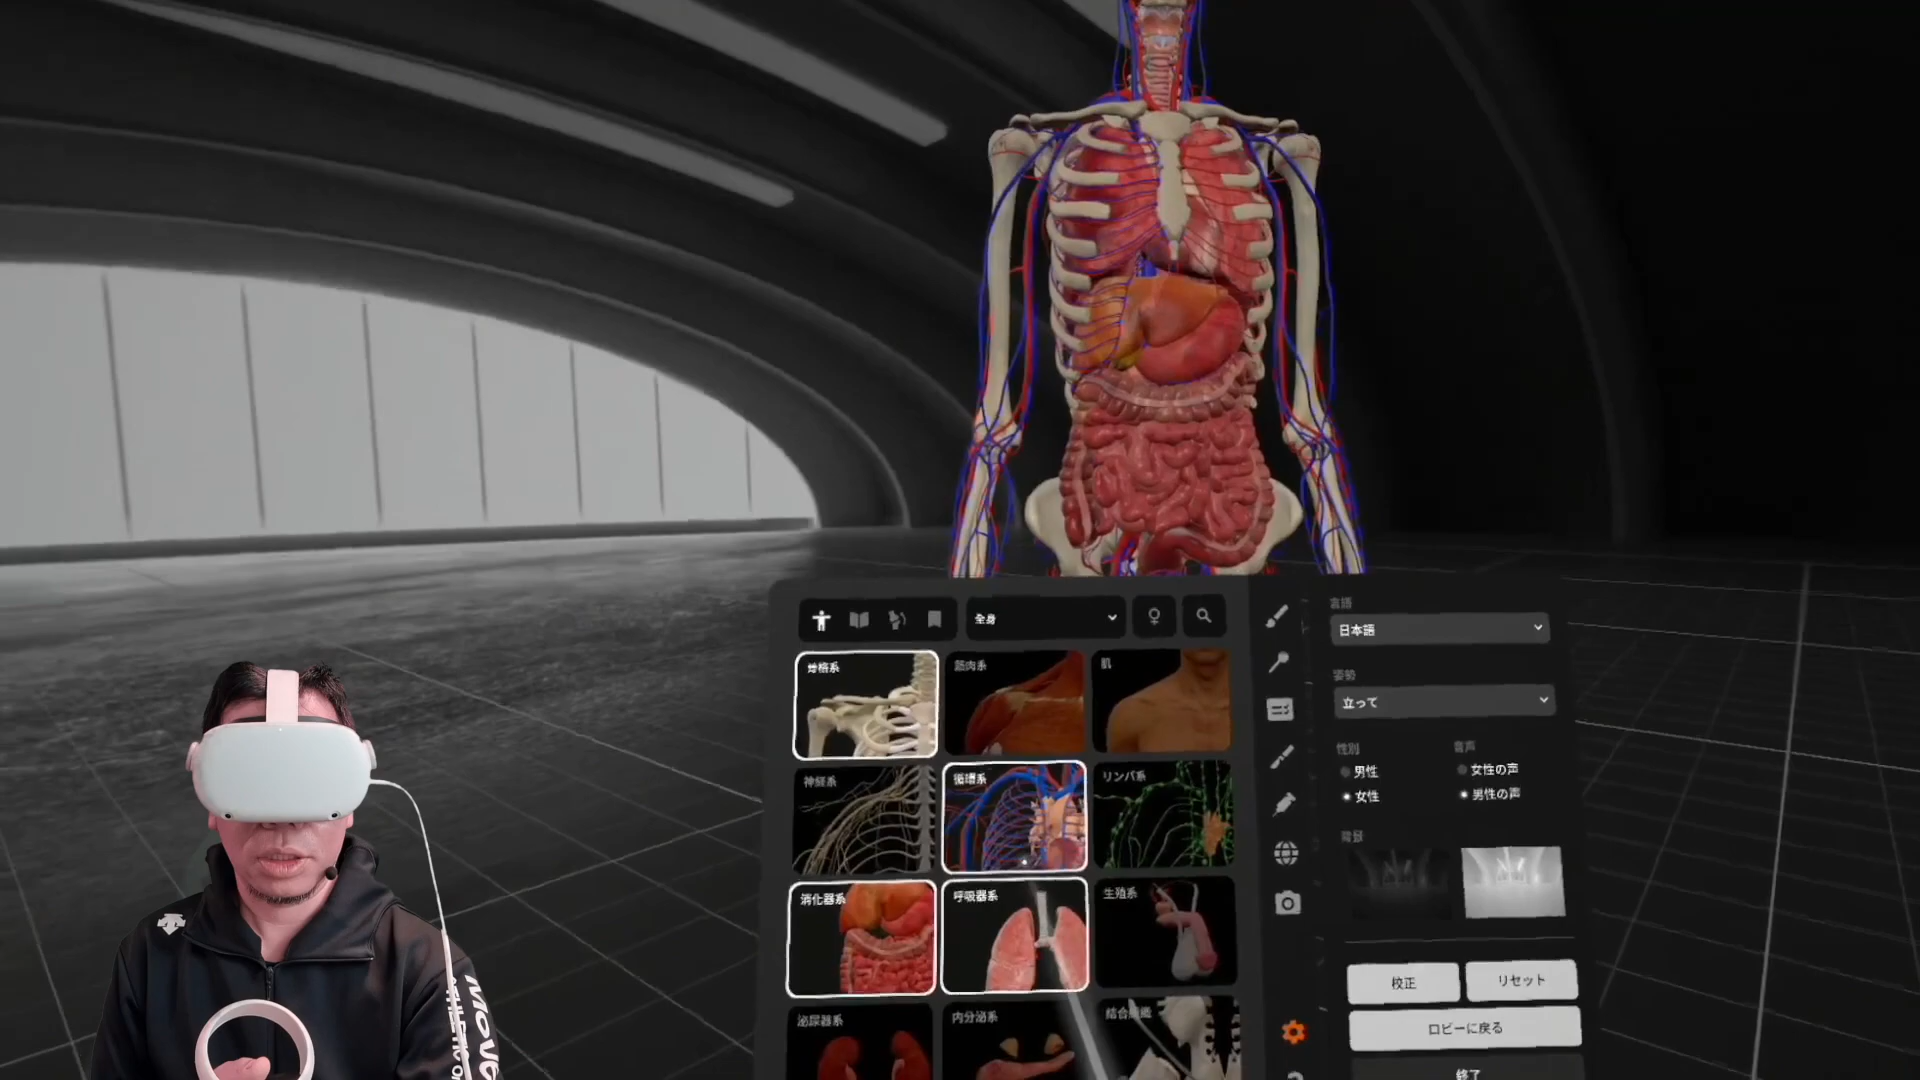 全身
骨格系
筋肉系
肌
神経系
循環系
リンパ系
消化器系
呼吸器系
生殖系
泌尿器系
内分泌系
結合組織
言語
日本語
姿勢
立って
性別
音声
男性
女性の声
女性
男性の声
背景
校正
リセット
ロビーに戻る
終了